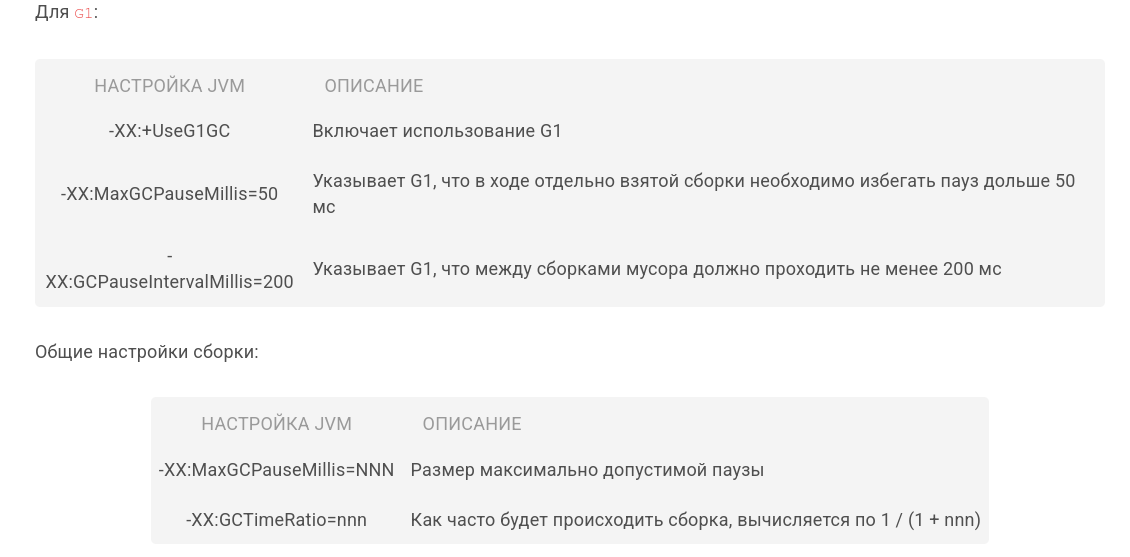 Для G1:
НАСТРОЙКА JVM ОПИСАНИЕ
-XX:+UseG1GC Включает использование G1
-XX:MaxGCPauseMillis=50 Указывает G1, что в ходе отдельно взятой сборки необходимо избегать пауз дольше 50
мс
-
XX:GCPauseIntervalMillis=200 Указывает G1, что между сборками мусора должно проходить не менее 200 мс
Общие настройки сборки:
НАСТРОЙКА JVM ОПИСАНИЕ
-XX:MaxGCPauseMillis=NNN Размер максимально допустимой паузы
-XX:GCTimeRatio=nnn Как часто будет происходить сборка, вычисляется по 1 / (1 + nnn)